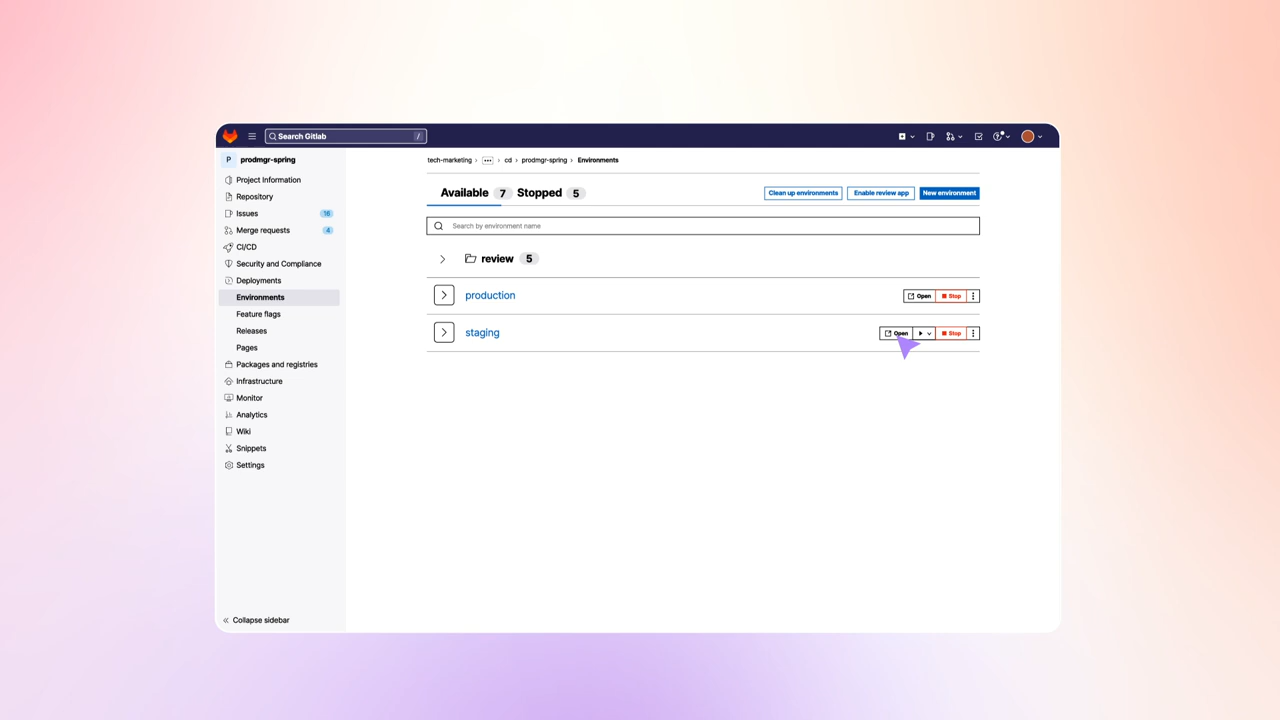 Search Gitlab /
P prodmgr-spring
Project Information
Repository
Issues 16
Merge requests 4
CI/CD
Security and Compliance
Deployments
Environments
Feature flags
Releases
Pages
Packages and registries
Infrastructure
Monitor
Analytics
Wiki
Snippets
Settings
« Collapse sidebar
tech-marketing › ••• › cd › prodmgr-spring › Environments
Available 7 Stopped 5
Clean up environments
Enable review app
New environment
Search by environment name
review 5
production
Open Stop
staging
Open Stop